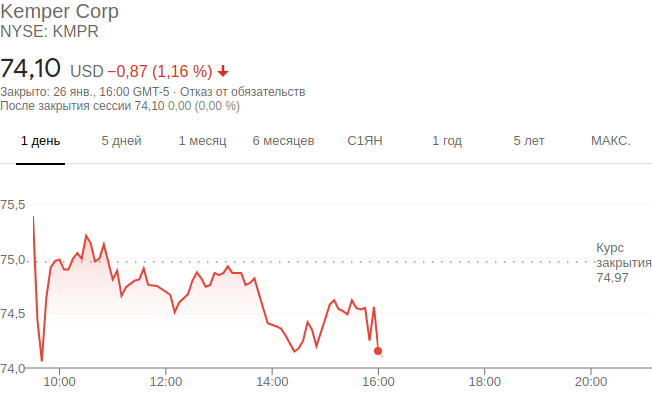 Kemper Corp
NYSE: KMPR
74,10 USD −0,87 (1,16 %)
Закрыто: 26 янв., 16:00 GMT-5 · Отказ от обязательств
После закрытия сессии 74,10 0,00 (0,00 %)
1 день 5 дней 1 месяц 6 месяцев С1ЯН 1 год 5 лет МАКС.
75,5
75,0
74,5
74,0
Курс
закрытия
74,97
10:00 12:00 14:00 16:00 18:00 20:00